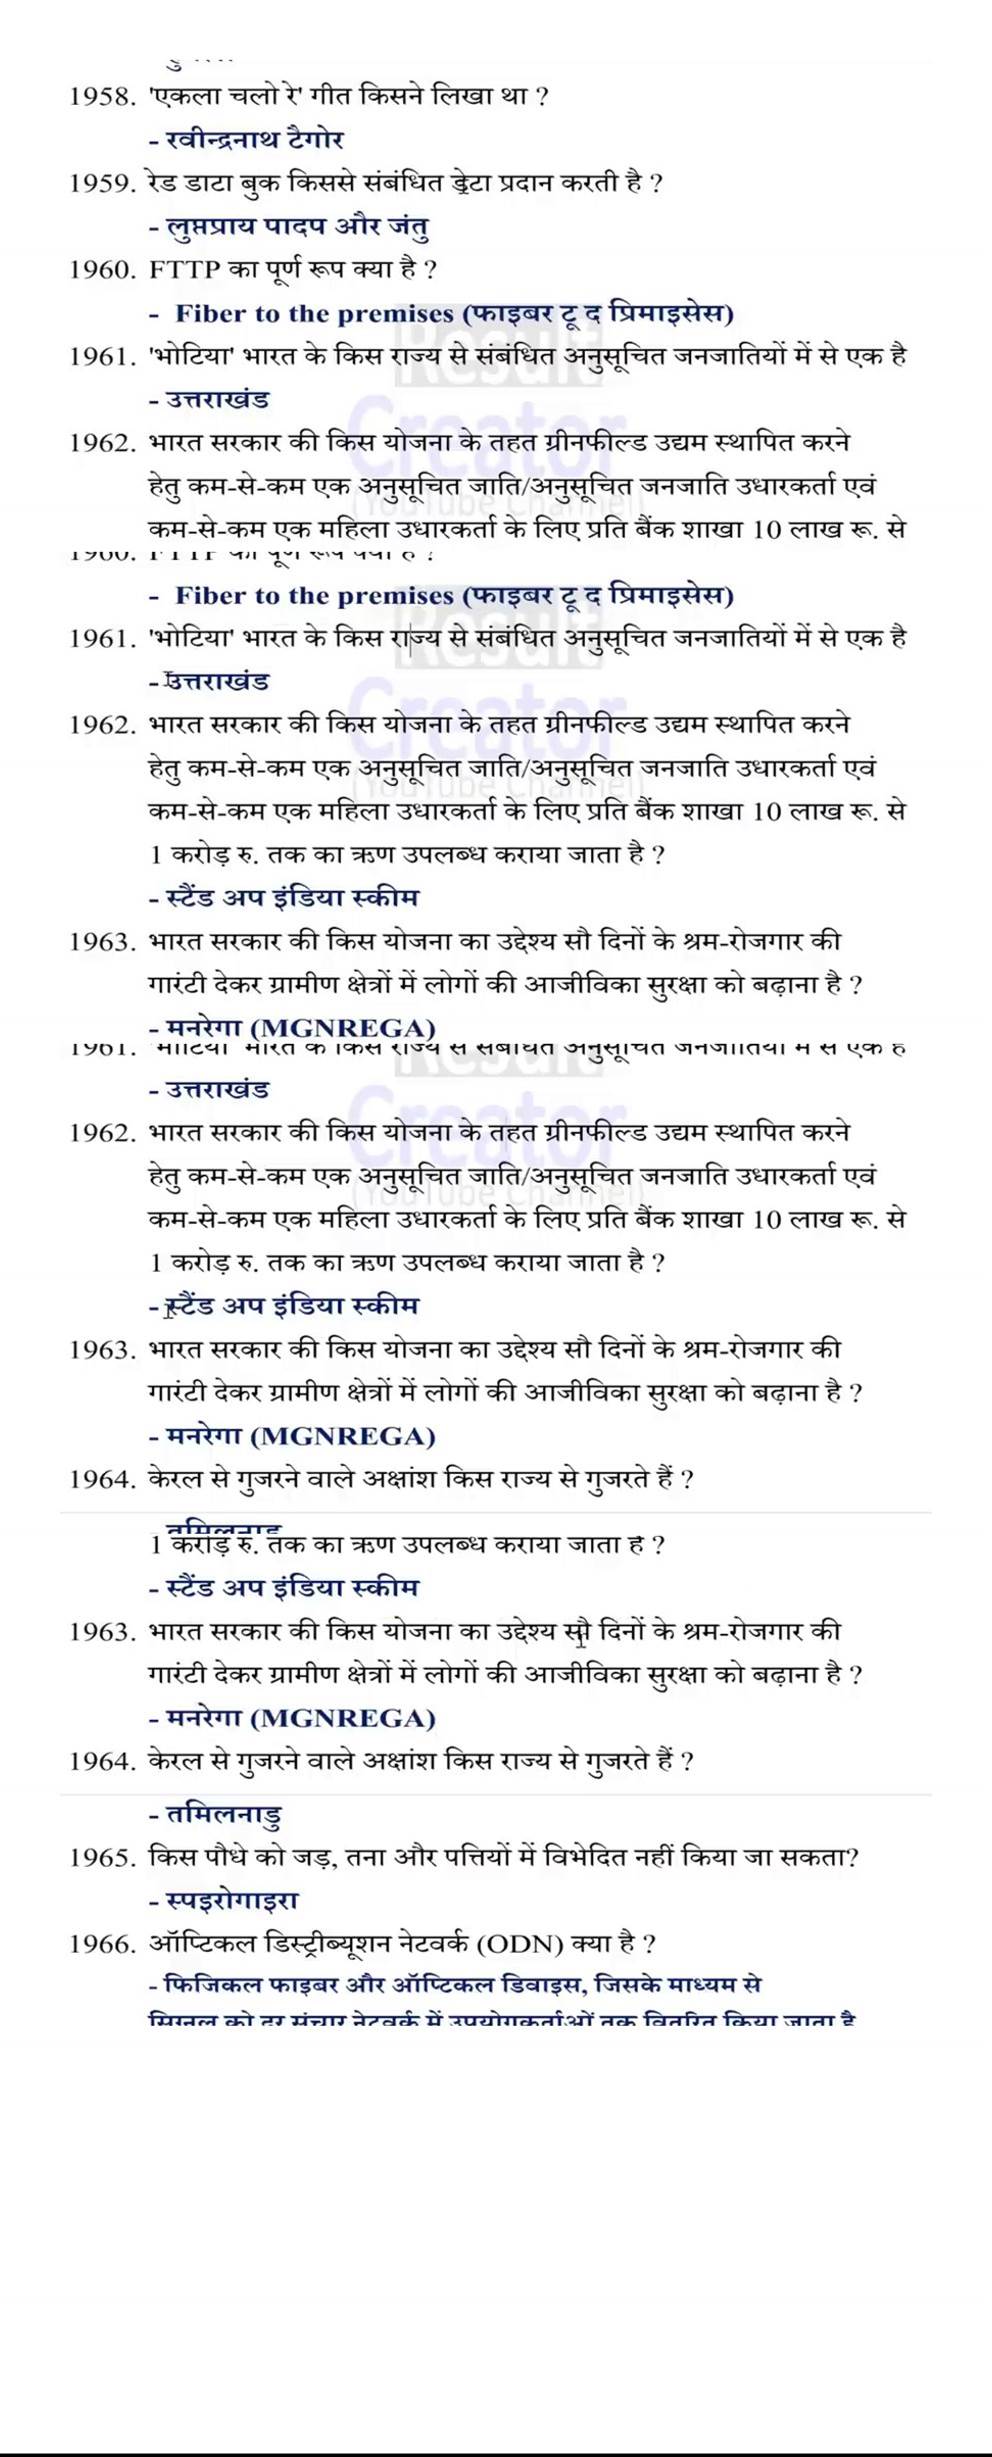 1958. 'एकला चलो रे' गीत किसने लिखा था ?
- रवीन्द्रनाथ टैगोर
1959. रेड डाटा बुक किससे संबंधित डेटा प्रदान करती है ?
- लुप्तप्राय पादप और जंतु
1960. FTTP का पूर्ण रूप क्या है ?
- Fiber to the premises (फाइबर टू द प्रिमाइसेस)
1961. 'भोटिया' भारत के किस राज्य से संबंधित अनुसूचित जनजातियों में से एक है
- उत्तराखंड
1962. भारत सरकार की किस योजना के तहत ग्रीनफील्ड उद्यम स्थापित करने
हेतु कम-से-कम एक अनुसूचित जाति/अनुसूचित जनजाति उधारकर्ता एवं
कम-से-कम एक महिला उधारकर्ता के लिए प्रति बैंक शाखा 10 लाख रू. से
1960. FTTP का पूर्ण रूप क्या है ?
- Fiber to the premises (फाइबर टू द प्रिमाइसेस)
1961. 'भोटिया' भारत के किस राज्य से संबंधित अनुसूचित जनजातियों में से एक है
- उत्तराखंड
1962. भारत सरकार की किस योजना के तहत ग्रीनफील्ड उद्यम स्थापित करने
हेतु कम-से-कम एक अनुसूचित जाति/अनुसूचित जनजाति उधारकर्ता एवं
कम-से-कम एक महिला उधारकर्ता के लिए प्रति बैंक शाखा 10 लाख रू. से
1 करोड़ रु. तक का ऋण उपलब्ध कराया जाता है ?
- स्टैंड अप इंडिया स्कीम
1963. भारत सरकार की किस योजना का उद्देश्य सौ दिनों के श्रम-रोजगार की
गारंटी देकर ग्रामीण क्षेत्रों में लोगों की आजीविका सुरक्षा को बढ़ाना है ?
- मनरेगा (MGNREGA)
1961. 'भोटिया' भारत के किस राज्य से संबंधित अनुसूचित जनजातियों में से एक है
- उत्तराखंड
1962. भारत सरकार की किस योजना के तहत ग्रीनफील्ड उद्यम स्थापित करने
हेतु कम-से-कम एक अनुसूचित जाति/अनुसूचित जनजाति उधारकर्ता एवं
कम-से-कम एक महिला उधारकर्ता के लिए प्रति बैंक शाखा 10 लाख रू. से
1 करोड़ रु. तक का ऋण उपलब्ध कराया जाता है ?
- स्टैंड अप इंडिया स्कीम
1963. भारत सरकार की किस योजना का उद्देश्य सौ दिनों के श्रम-रोजगार की
गारंटी देकर ग्रामीण क्षेत्रों में लोगों की आजीविका सुरक्षा को बढ़ाना है ?
- मनरेगा (MGNREGA)
1964. केरल से गुजरने वाले अक्षांश किस राज्य से गुजरते हैं ?
तमिलनाडु
1 करोड़ रु. तक का ऋण उपलब्ध कराया जाता है ?
- स्टैंड अप इंडिया स्कीम
1963. भारत सरकार की किस योजना का उद्देश्य सौ दिनों के श्रम-रोजगार की
गारंटी देकर ग्रामीण क्षेत्रों में लोगों की आजीविका सुरक्षा को बढ़ाना है ?
- मनरेगा (MGNREGA)
1964. केरल से गुजरने वाले अक्षांश किस राज्य से गुजरते हैं ?
- तमिलनाडु
1965. किस पौधे को जड़, तना और पत्तियों में विभेदित नहीं किया जा सकता?
- स्पइरोगाइरा
1966. ऑप्टिकल डिस्ट्रीब्यूशन नेटवर्क (ODN) क्या है ?
- फिजिकल फाइबर और ऑप्टिकल डिवाइस, जिसके माध्यम से
सिग्नल को दूर संचार नेटवर्क में उपयोगकर्ताओं तक वितरित किया जाता है
Result
Creator
(YouTube Channel)